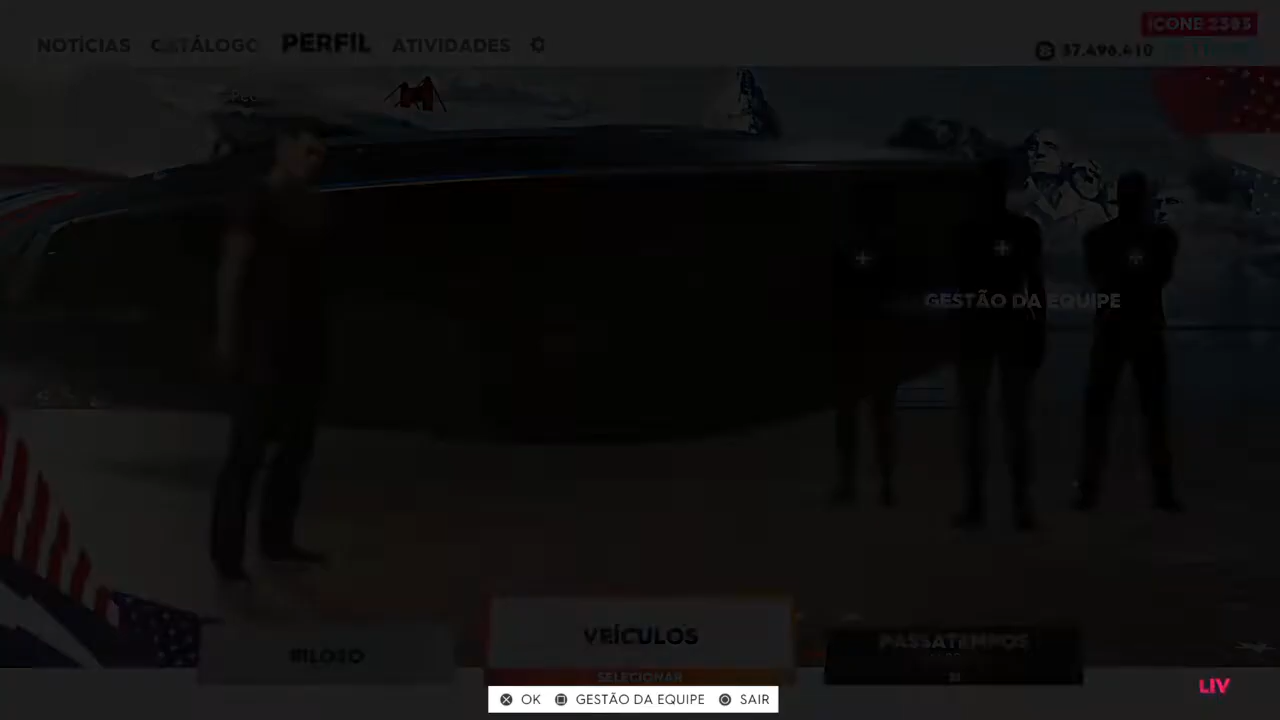 ÍCONE 2383
NOTÍCIAS CATÁLOGO PERFIL ATIVIDADES
37.496.410
GESTÃO DA EQUIPE
PILOTO
VEÍCULOS
PASSATEMPOS
SELECIONAR
OK GESTÃO DA EQUIPE SAIR
LIV